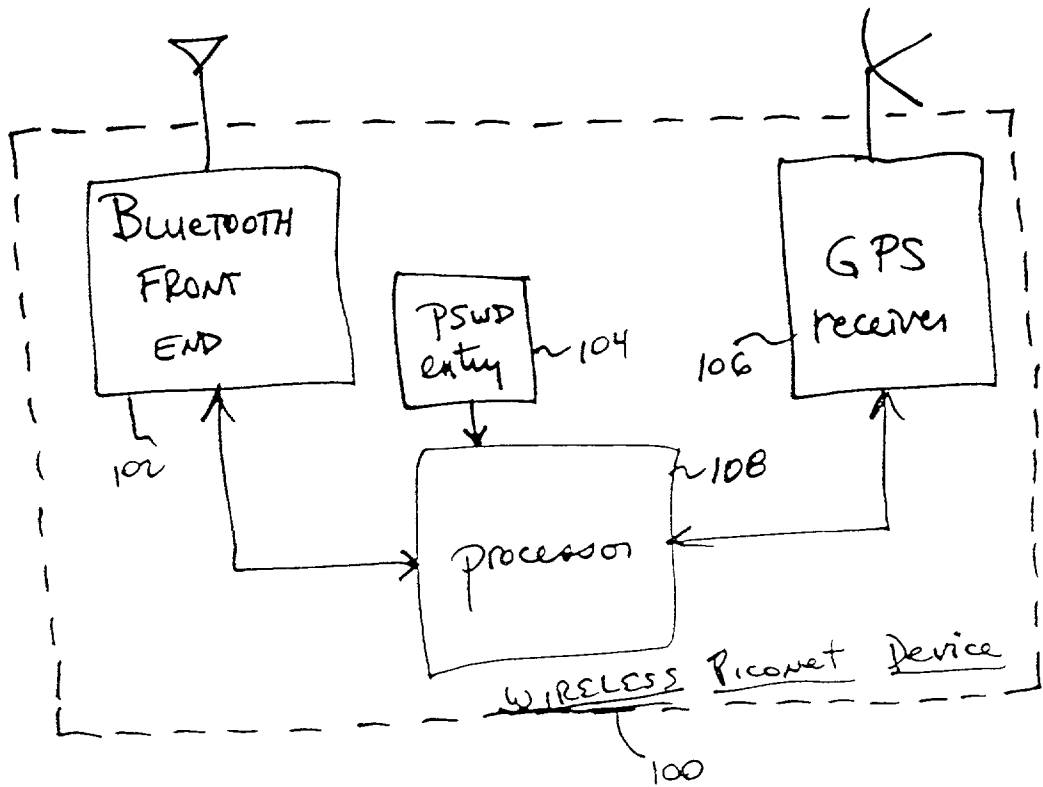 BLUETOOTH
FRONT
END
102
PSWD
entry
104
GPS
receiver
106
processor
108
WIRELESS Piconet Device
100